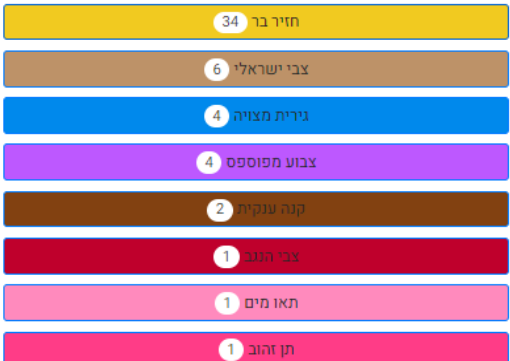 חזיר בר 34
צבי ישראלי 6
גירית מצויה 4
צבוע מפוספס 4
קנה ענקית 2
צבי הנגב 1
תאו מים 1
תן זהוב 1